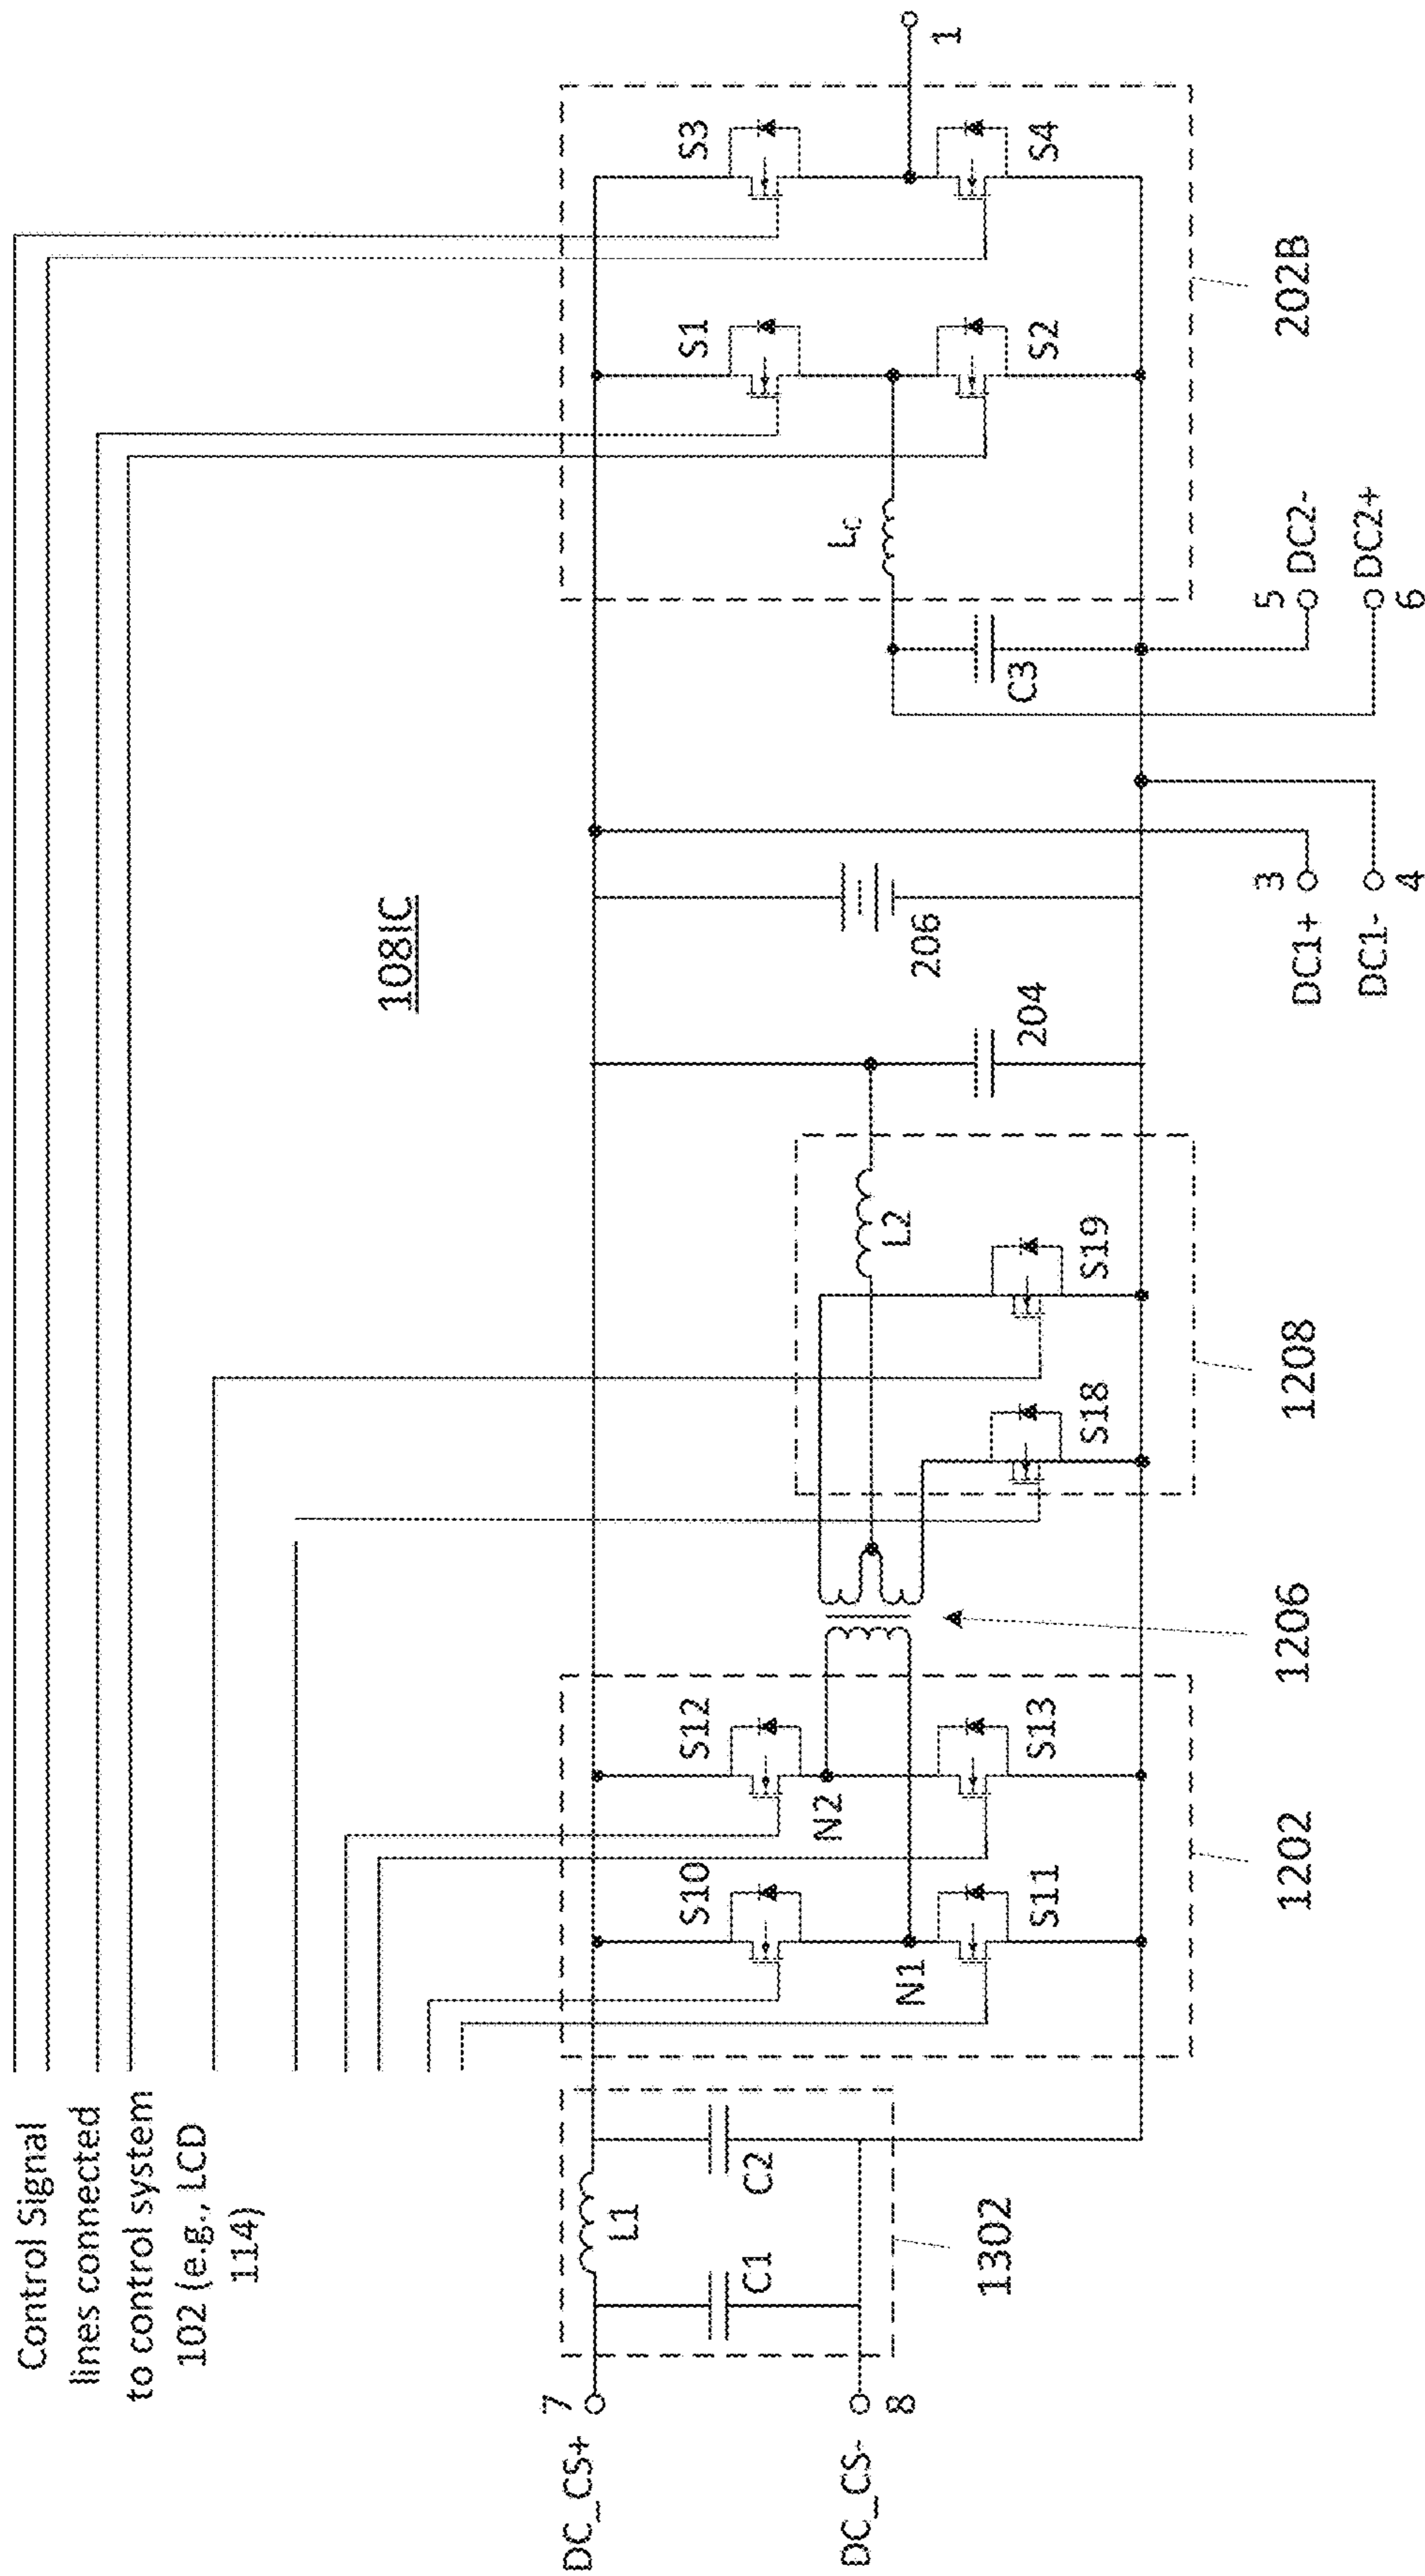 Control Signal
lines connected
to control system
102 (e.g., LCD
114)
108IC
DC_CS+
7
DC_CS-
8
L1
C1
C2
1302
S10
S11
N1
S12
S13
N2
1202
1206
S18
S19
L2
1208
204
206
DC1+
3
DC1-
4
C3
5
DC2-
DC2+
6
LC
S1
S2
S3
S4
202B
1